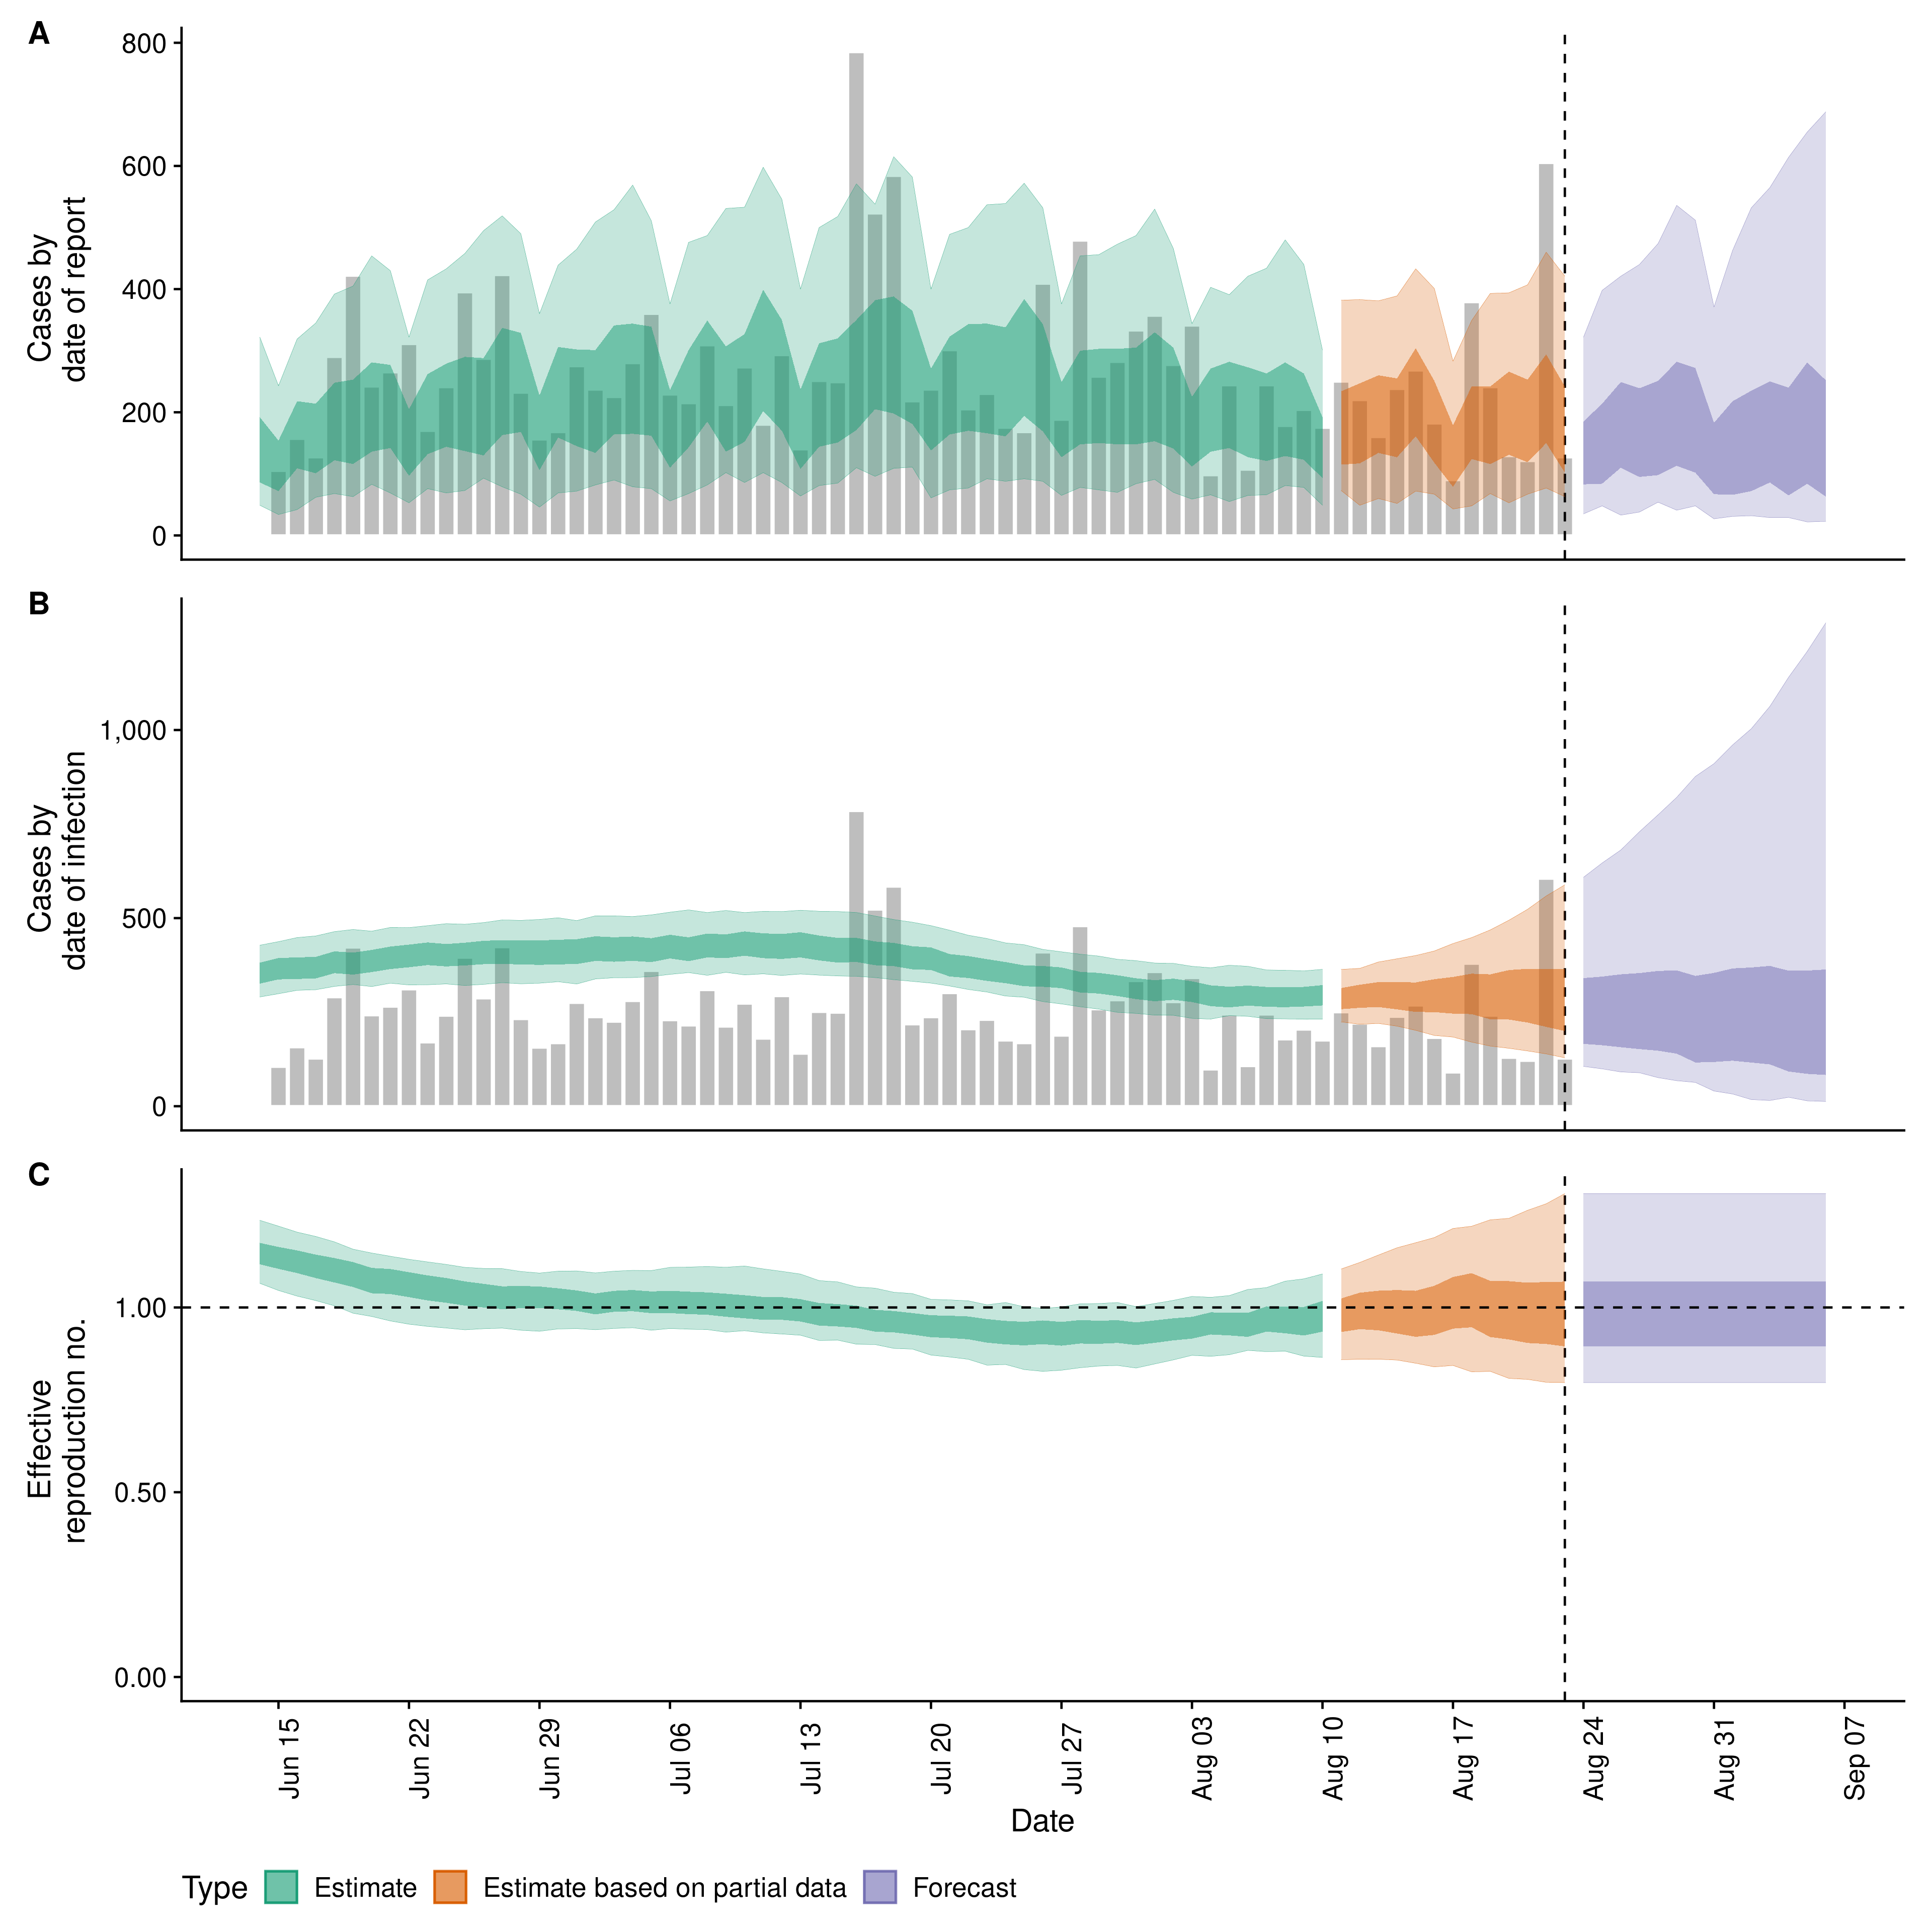 A
800
600
400
200
0
Cases by
date of report
B
1,000
500
0
Cases by
date of infection
C
1.00
0.50
0.00
Effective
reproduction no.
Jun 15
Jun 22
Jun 29
Jul 06
Jul 13
Jul 20
Jul 27
Aug 03
Aug 10
Aug 17
Aug 24
Aug 31
Sep 07
Date
Type Estimate Estimate based on partial data Forecast